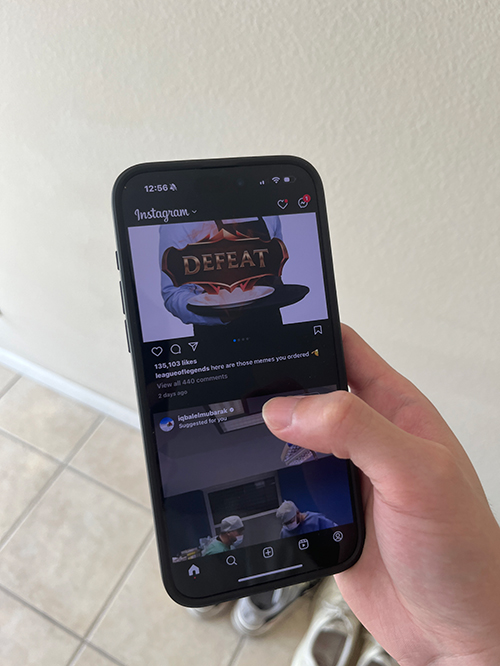 12:56
Instagram
DEFEAT
135,103 likes
leagueoflegends here are those memes you ordered
View all 440 comments
2 days ago
iqbalelmubarak
Suggested for you